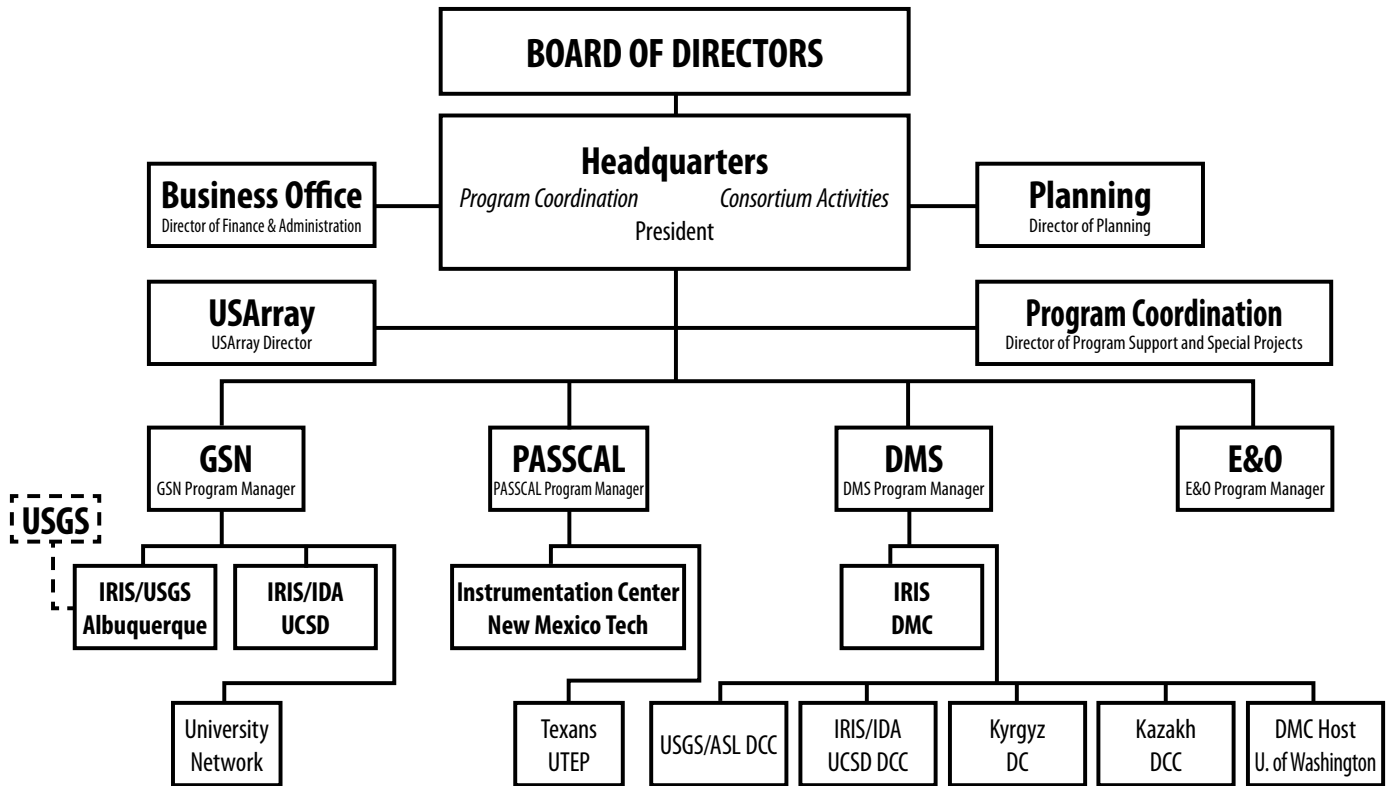 BOARD OF DIRECTORS
Headquarters
Program Coordination Consortium Activities
President
Business Office
Director of Finance & Administration
Planning
Director of Planning
USArray
USArray Director
Program Coordination
Director of Program Support and Special Projects
GSN
GSN Program Manager
PASSCAL
PASSCAL Program Manager
DMS
DMS Program Manager
E&O
E&O Program Manager
USGS
IRIS/USGS
Albuquerque
IRIS/IDA
UCSD
Instrumentation Center
New Mexico Tech
IRIS
DMC
University
Network
Texans
UTEP
USGS/ASL DCC
IRIS/IDA
UCSD DCC
Kyrgyz
DC
Kazakh
DCC
DMC Host
U. of Washington